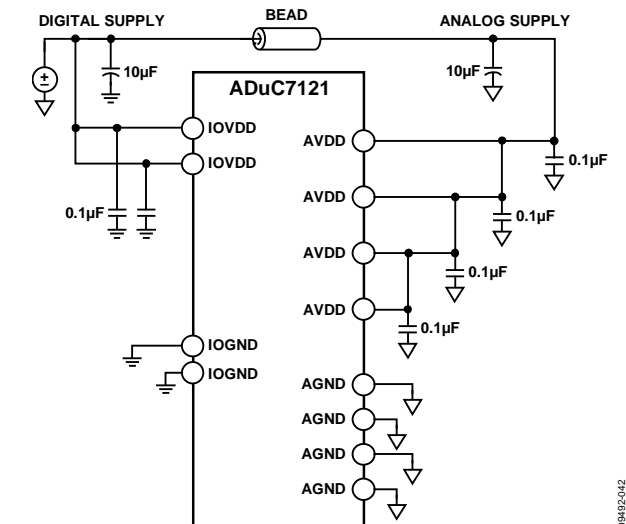 DIGITAL SUPPLY
BEAD
ANALOG SUPPLY
10µF
10µF
ADuC7121
IOVDD
AVDD
IOVDD
0.1µF
AVDD
0.1µF
0.1µF
AVDD
0.1µF
AVDD
0.1µF
IOGND
IOGND
AGND
AGND
AGND
AGND
09492-042